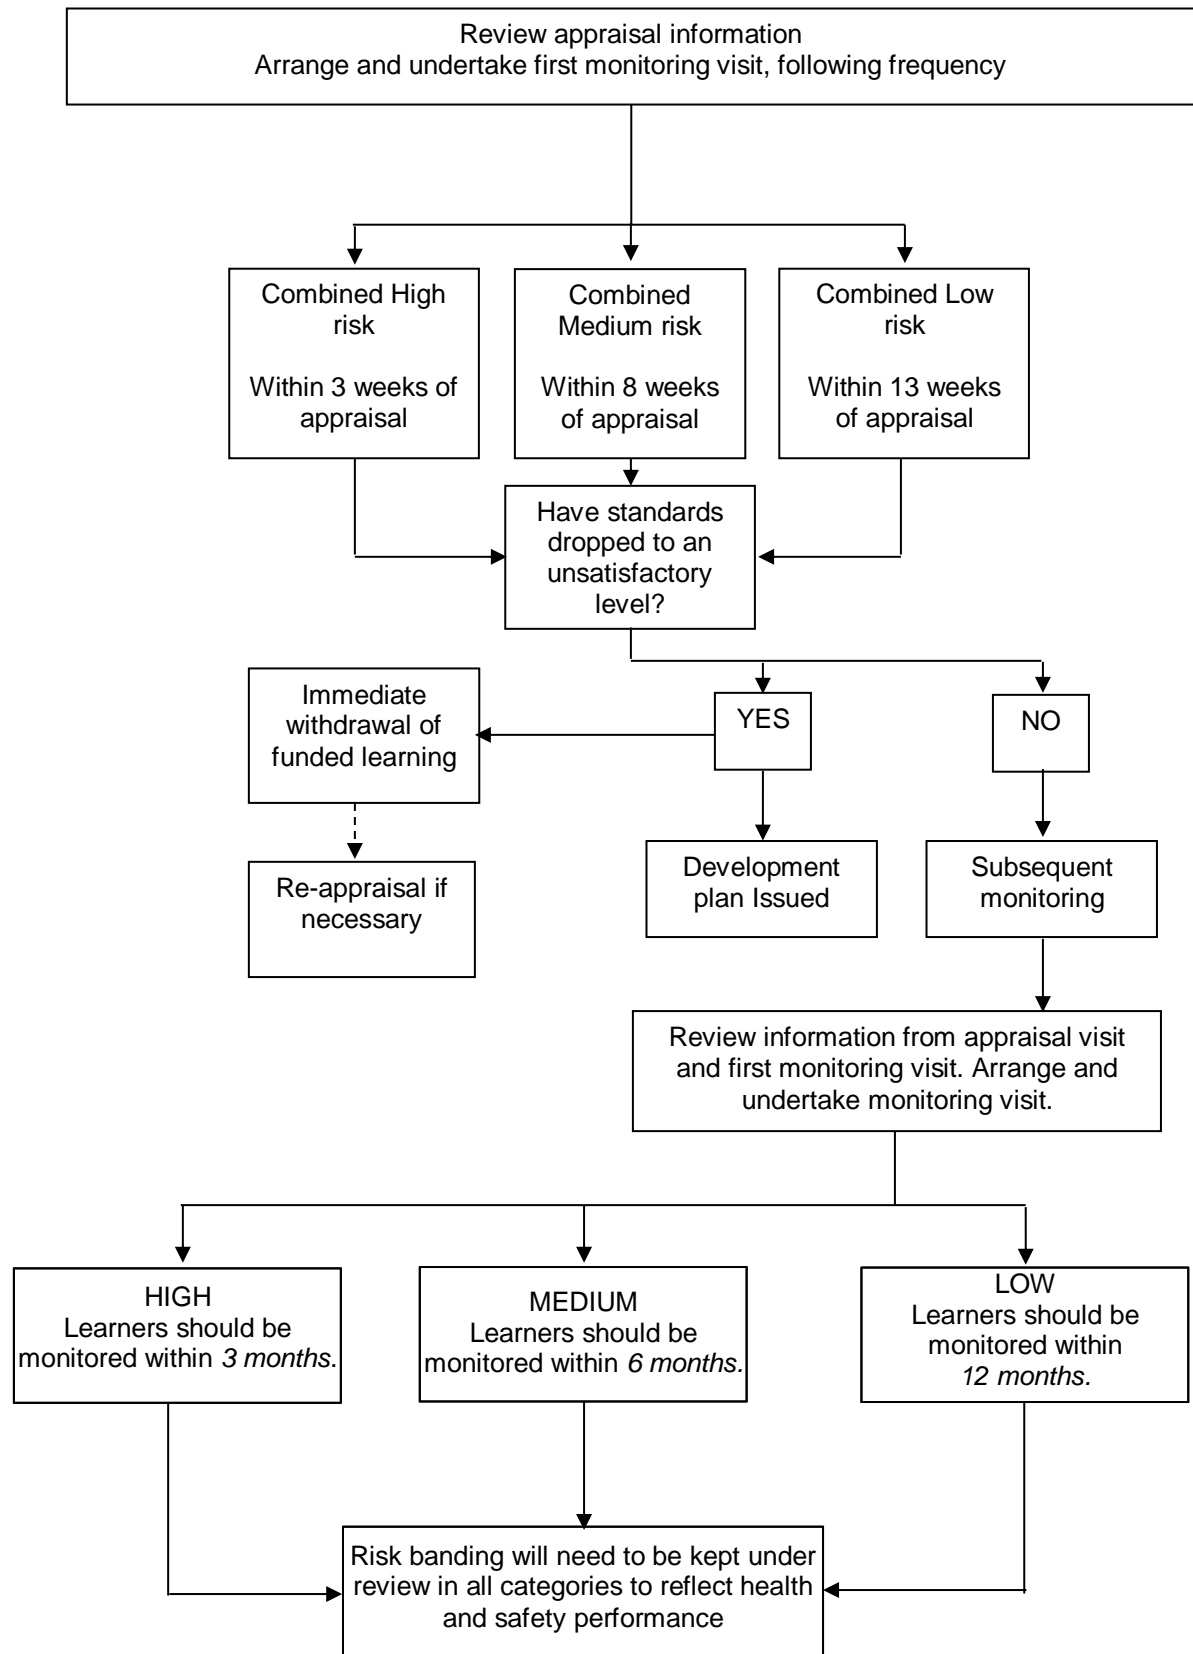 Review appraisal information
Arrange and undertake first monitoring visit, following frequency
Combined High
risk
Within 3 weeks of
appraisal
Combined
Medium risk
Within 8 weeks
of appraisal
Combined Low
risk
Within 13 weeks
of appraisal
Have standards
dropped to an
unsatisfactory
level?
Immediate
withdrawal of
funded learning
YES
NO
Re-appraisal if
necessary
Development
plan Issued
Subsequent
monitoring
Review information from appraisal visit
and first monitoring visit. Arrange and
undertake monitoring visit.
HIGH
Learners should be
monitored within 3 months.
MEDIUM
Learners should be
monitored within 6 months.
LOW
Learners should be
monitored within
12 months.
Risk banding will need to be kept under
review in all categories to reflect health
and safety performance